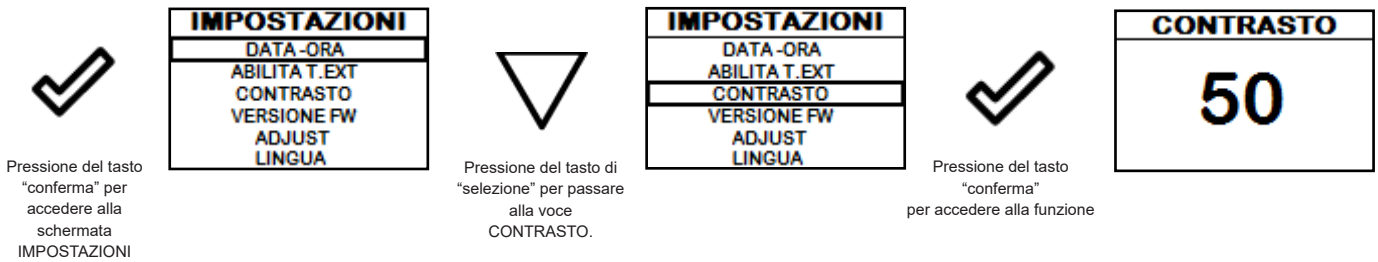 Pressione del tasto
“conferma” per
accedere alla
schermata
IMPOSTAZIONI
IMPOSTAZIONI
DATA -ORA
ABILITA T.EXT
CONTRASTO
VERSIONE FW
ADJUST
LINGUA
Pressione del tasto di
“selezione” per passare
alla voce
CONTRASTO.
IMPOSTAZIONI
DATA -ORA
ABILITA T.EXT
CONTRASTO
VERSIONE FW
ADJUST
LINGUA
Pressione del tasto
“conferma”
per accedere alla funzione
CONTRASTO
50